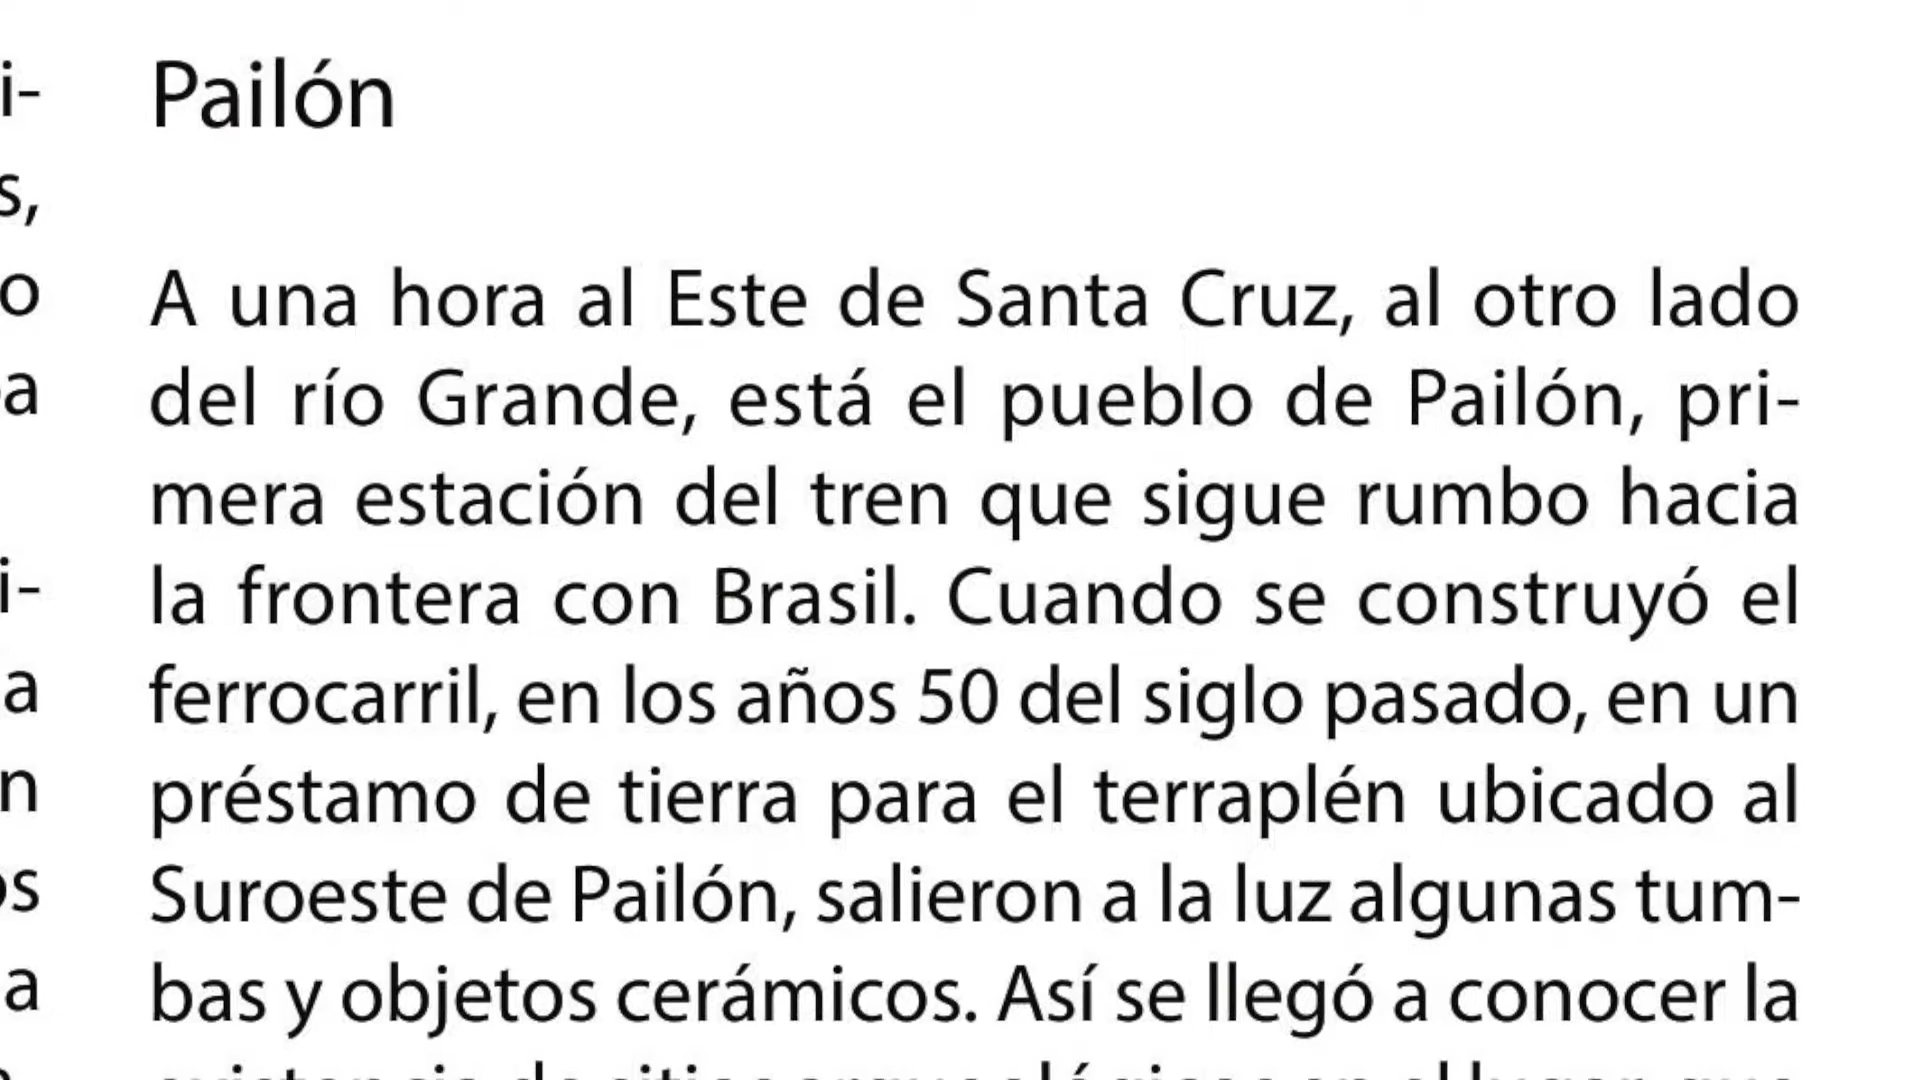 Pailón
A una hora al Este de Santa Cruz, al otro lado
del río Grande, está el pueblo de Pailón, pri-
mera estación del tren que sigue rumbo hacia
la frontera con Brasil. Cuando se construyó el
ferrocarril, en los años 50 del siglo pasado, en un
préstamo de tierra para el terraplén ubicado al
Suroeste de Pailón, salieron a la luz algunas tum-
bas y objetos cerámicos. Así se llegó a conocer la